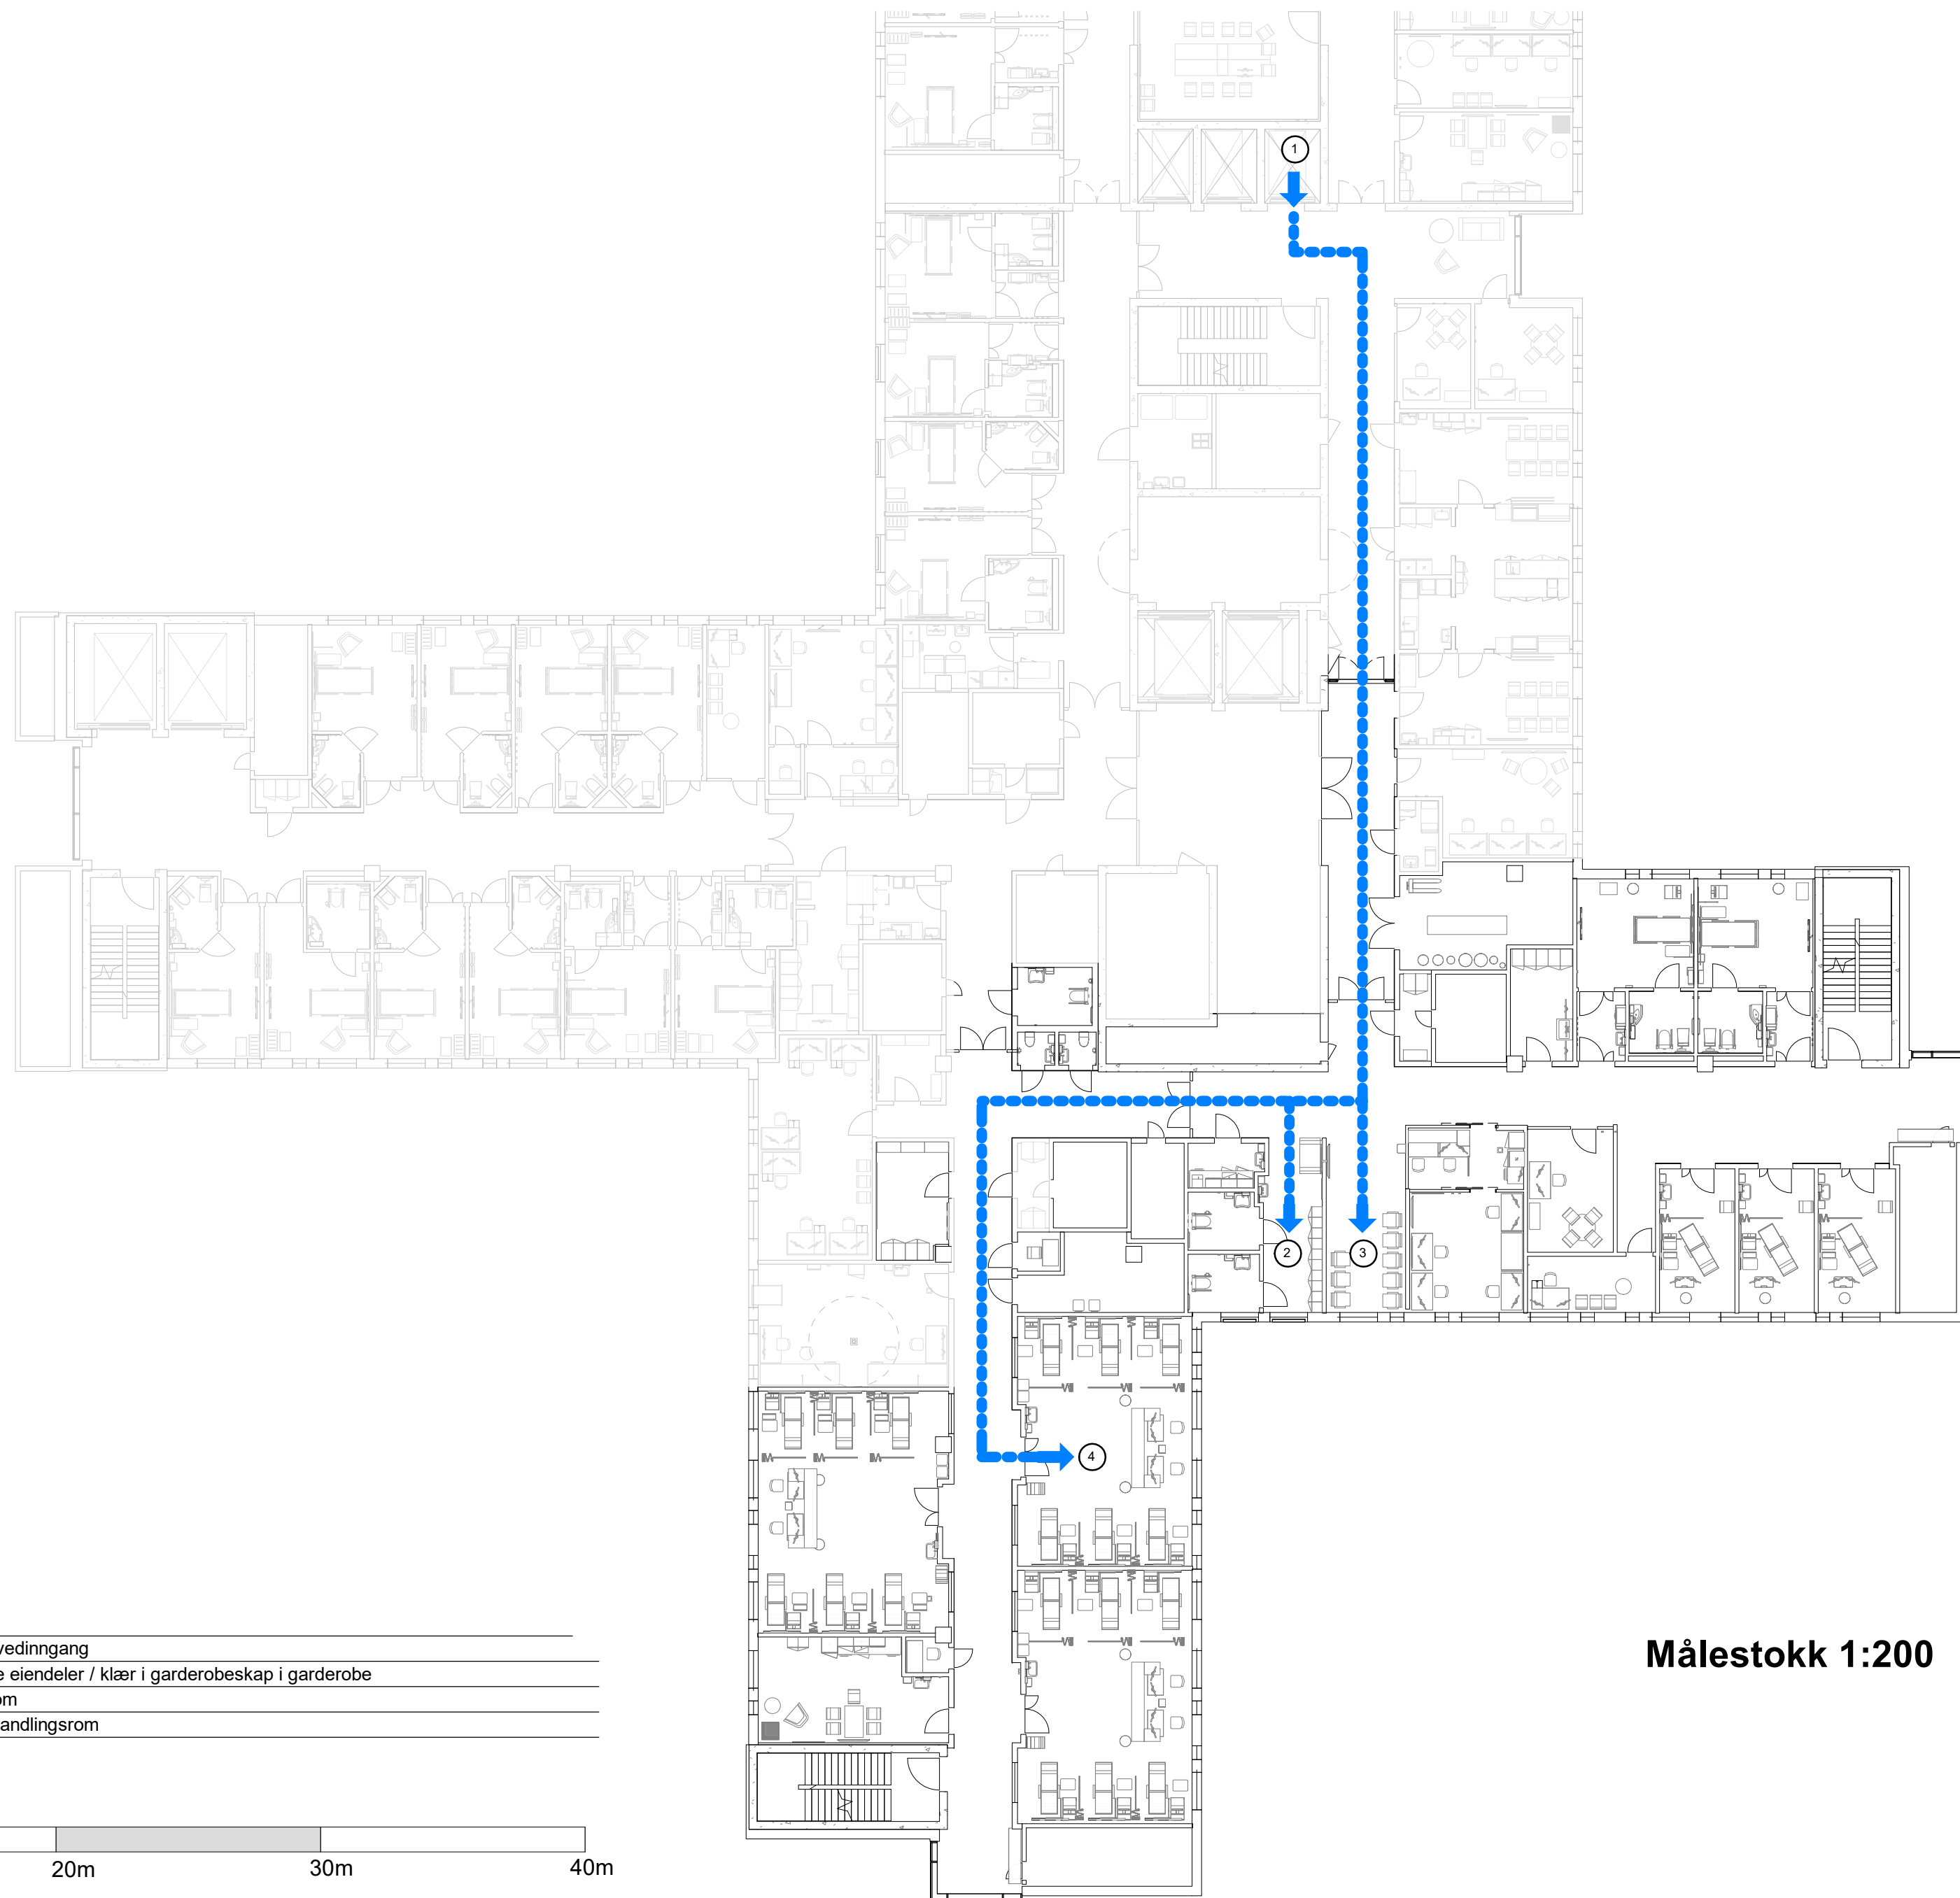 1
2
3
4
vedinngang
e eiendeler / klær i garderobeskap i garderobe
om
andlingsrom
Målestokk 1:200
20m 30m 40m